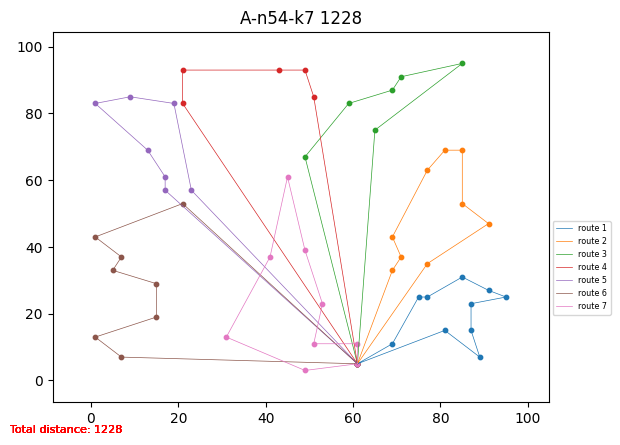 A-n54-k7 1228
100
80
60
40
20
0
0 20 40 60 80 100
route 1
route 2
route 3
route 4
route 5
route 6
route 7
Total distance: 1228